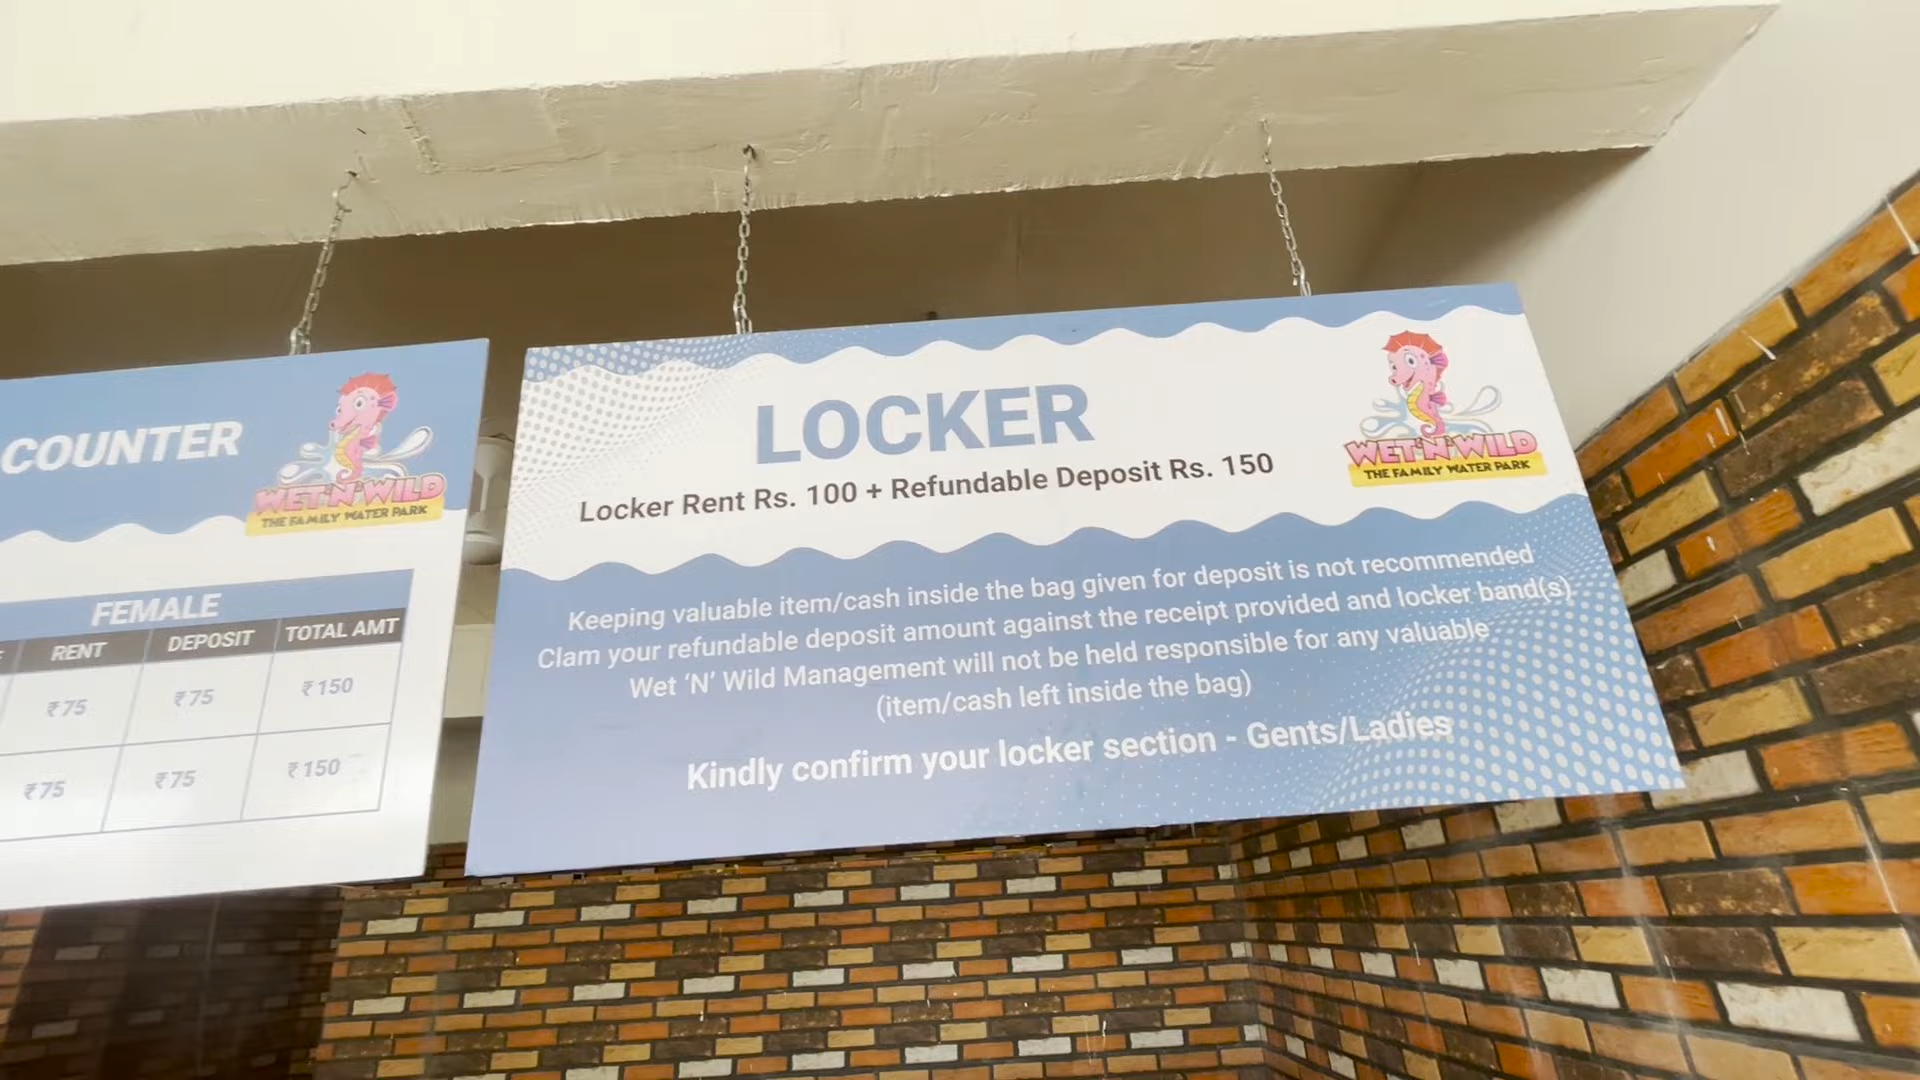 COUNTER
WET'N'WILD
THE FAMILY WATER PARK
FEMALE
RENT DEPOSIT TOTAL AMT
₹75 ₹75 ₹150
₹75 ₹75 ₹150
LOCKER
Locker Rent Rs. 100 + Refundable Deposit Rs. 150
WET'N'WILD
THE FAMILY WATER PARK
Keeping valuable item/cash inside the bag given for deposit is not recommended
Clam your refundable deposit amount against the receipt provided and locker band(s)
Wet ‘N’ Wild Management will not be held responsible for any valuable
(item/cash left inside the bag)
Kindly confirm your locker section - Gents/Ladies